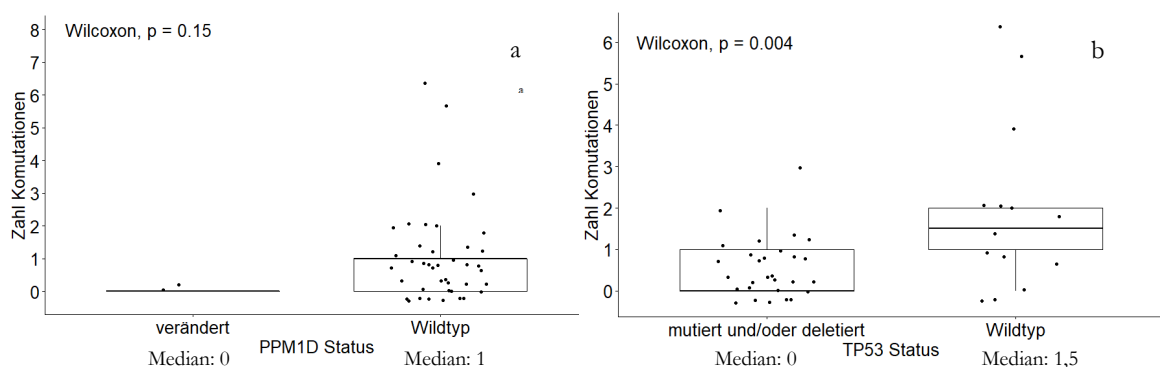 Wilcoxon, p = 0.15
a
a
Zahl Komutationen
8
7
6
5
4
3
2
1
0
verändert
Wildtyp
PPM1D Status
Median: 0
Median: 1
Wilcoxon, p = 0.004
b
Zahl Komutationen
6
5
4
3
2
1
0
mutiert und/oder deletiert
Wildtyp
TP53 Status
Median: 0
Median: 1,5